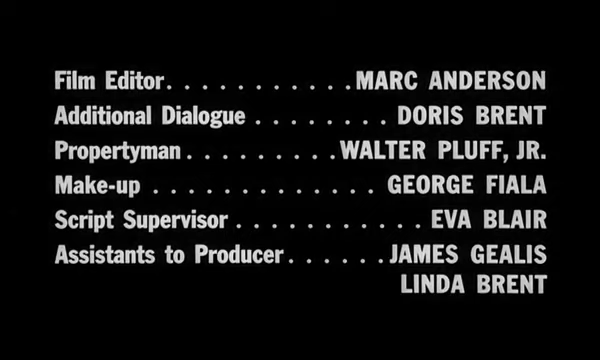 Film Editor. . . . . . . . . . . .MARC ANDERSON
Additional Dialogue . . . . . . . . DORIS BRENT
Propertyman. . . . . . . . . .WALTER PLUFF, JR.
Make-up . . . . . . . . . . . . . GEORGE FIALA
Script Supervisor . . . . . . . . . . . EVA BLAIR
Assistants to Producer. . . . . .JAMES GEALIS
LINDA BRENT